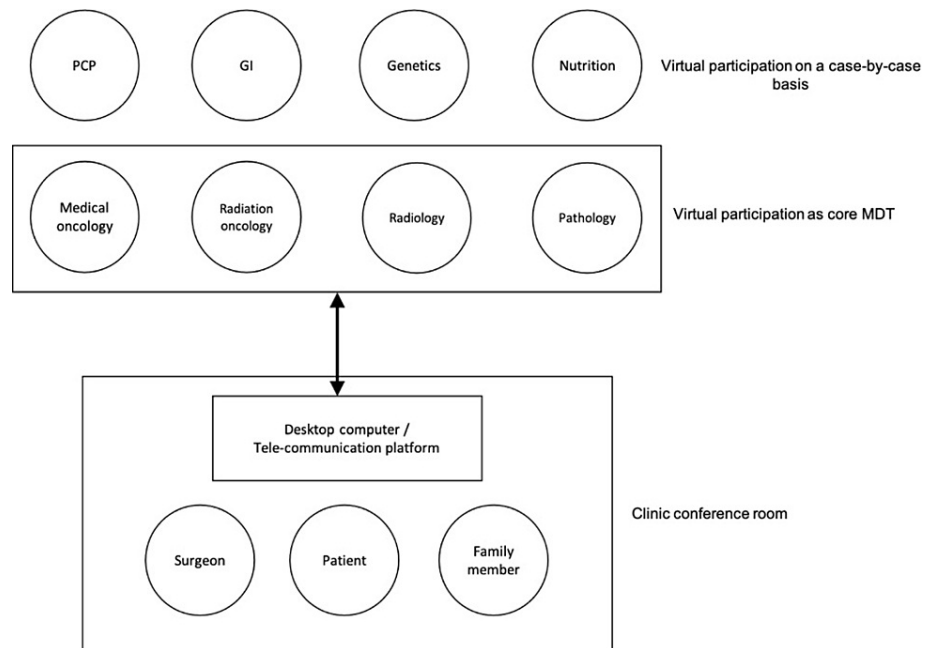 PCP
GI
Genetics
Nutrition
Virtual participation on a case-by-case
basis
Medical
oncology
Radiation
oncology
Radiology
Pathology
Virtual participation as core MDT
Desktop computer /
Tele-communication platform
Clinic conference room
Surgeon
Patient
Family
member